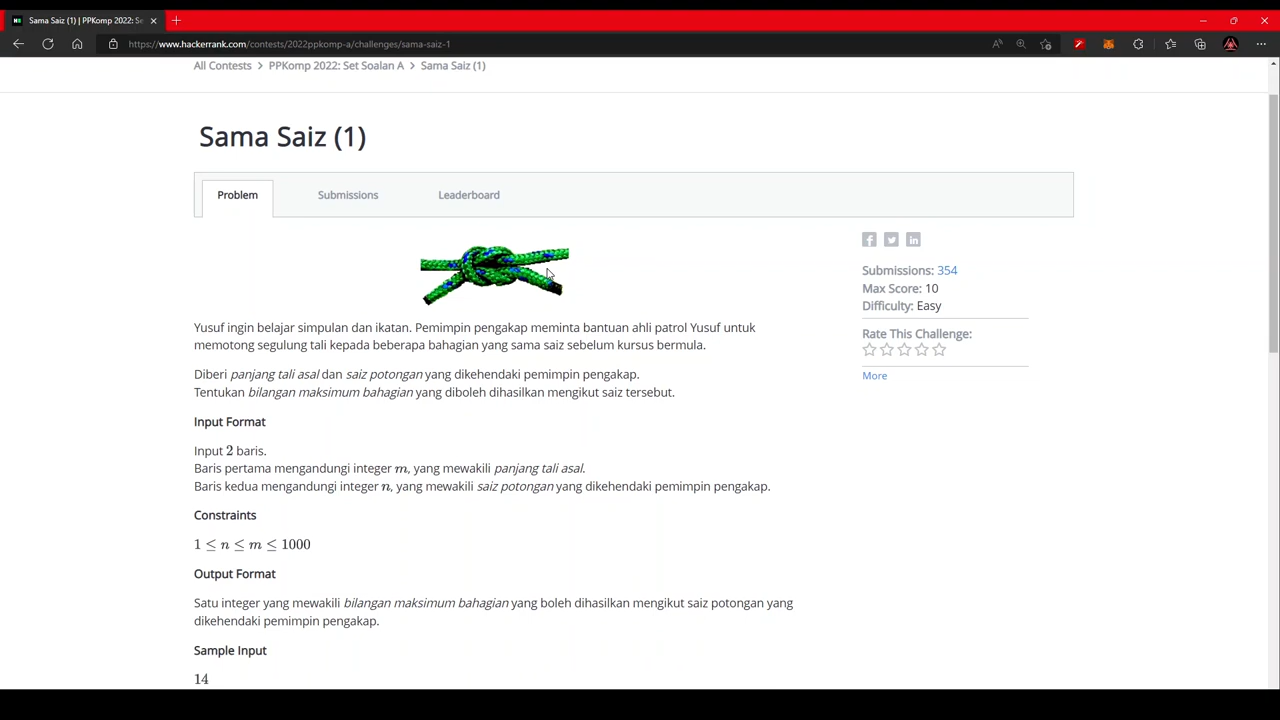 Sama Saiz (1) | PPKomp 2022: Se
https://www.hackerrank.com/contests/2022ppkomp-a/challenges/sama-saiz-1
All Contests > PPKomp 2022: Set Soalan A > Sama Saiz (1)
Sama Saiz (1)
Problem Submissions Leaderboard
Submissions: 354
Max Score: 10
Difficulty: Easy
Rate This Challenge:
More
Yusuf ingin belajar simpulan dan ikatan. Pemimpin pengakap meminta bantuan ahli patrol Yusuf untuk
memotong segulung tali kepada beberapa bahagian yang sama saiz sebelum kursus bermula.
Diberi panjang tali asal dan saiz potongan yang dikehendaki pemimpin pengakap.
Tentukan bilangan maksimum bahagian yang diboleh dihasilkan mengikut saiz tersebut.
Input Format
Input 2 baris.
Baris pertama mengandungi integer m, yang mewakili panjang tali asal.
Baris kedua mengandungi integer n, yang mewakili saiz potongan yang dikehendaki pemimpin pengakap.
Constraints
1 ≤ n ≤ m ≤ 1000
Output Format
Satu integer yang mewakili bilangan maksimum bahagian yang boleh dihasilkan mengikut saiz potongan yang
dikehendaki pemimpin pengakap.
Sample Input
14